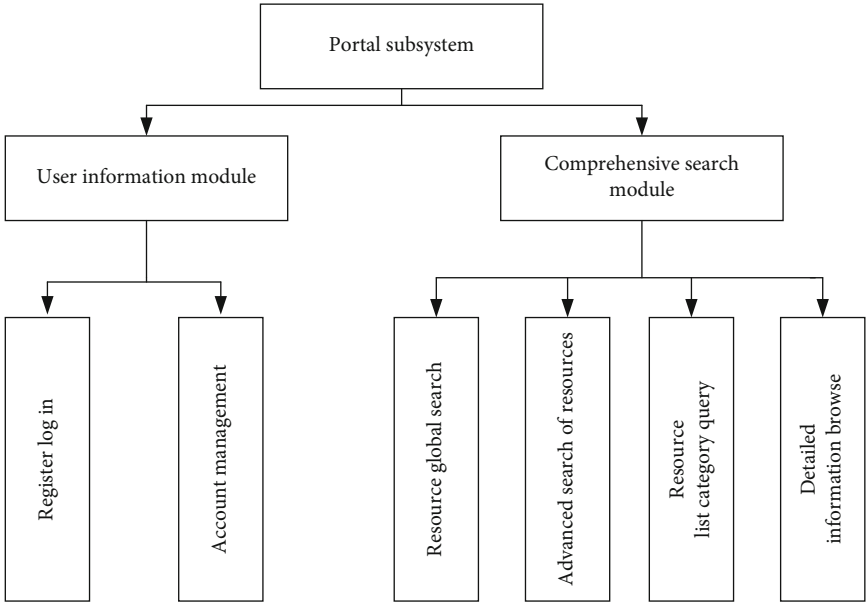 Portal subsystem
User information module
Comprehensive search
module
Register log in
Account management
Resource global search
Advanced search of resources
Resource
list category query
Detailed
information browse